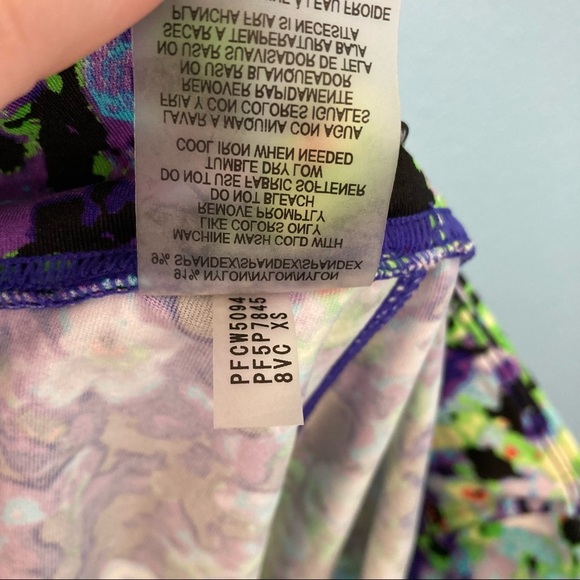 91% NYLON/NYLON/NYLON
9% SPANDEX/SPANDEX/SPANDEX
MACHINE WASH COLD WITH
LIKE COLORS ONLY
REMOVE PROMPTLY
DO NOT BLEACH
DO NOT USE FABRIC SOFTENER
TUMBLE DRY LOW
COOL IRON WHEN NEEDED
LAVAR A MAQUINA CON AGUA
FRIA Y CON COLORES IGUALES
REMOVER RAPIDAMENTE
NO USAR BLANQUEADOR
NO USAR SUAVISADOR DE TELA
SECAR A TEMPERATURA BAJA
PLANCHA FRIA SI NECESITA
A L'EAU FROIDE
PFCW5094
PF5P7845
8VC XS